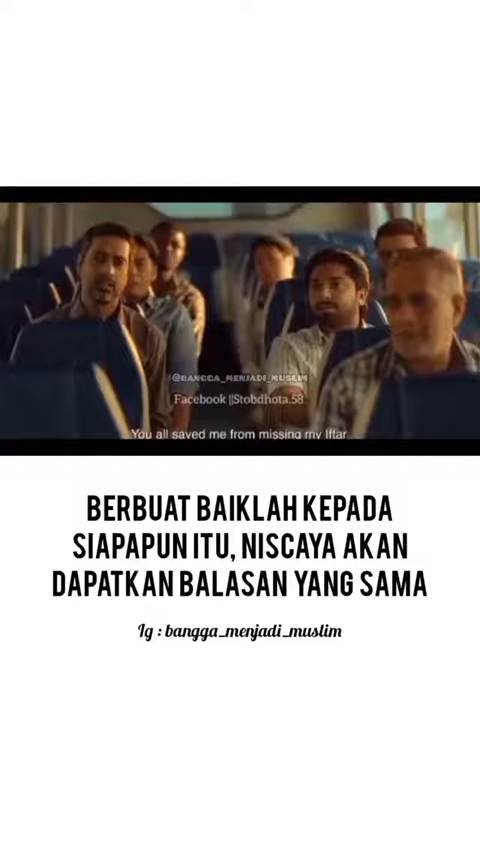 @BANGGA_MENJADI_MUSLIM
Facebook ||Stobdhota.58
You all saved me from missing my Iftar
BERBUAT BAIKLAH KEPADA
SIAPAPUN ITU, NISCAYA AKAN
DAPATKAN BALASAN YANG SAMA
Ig : bangga_menjadi_muslim